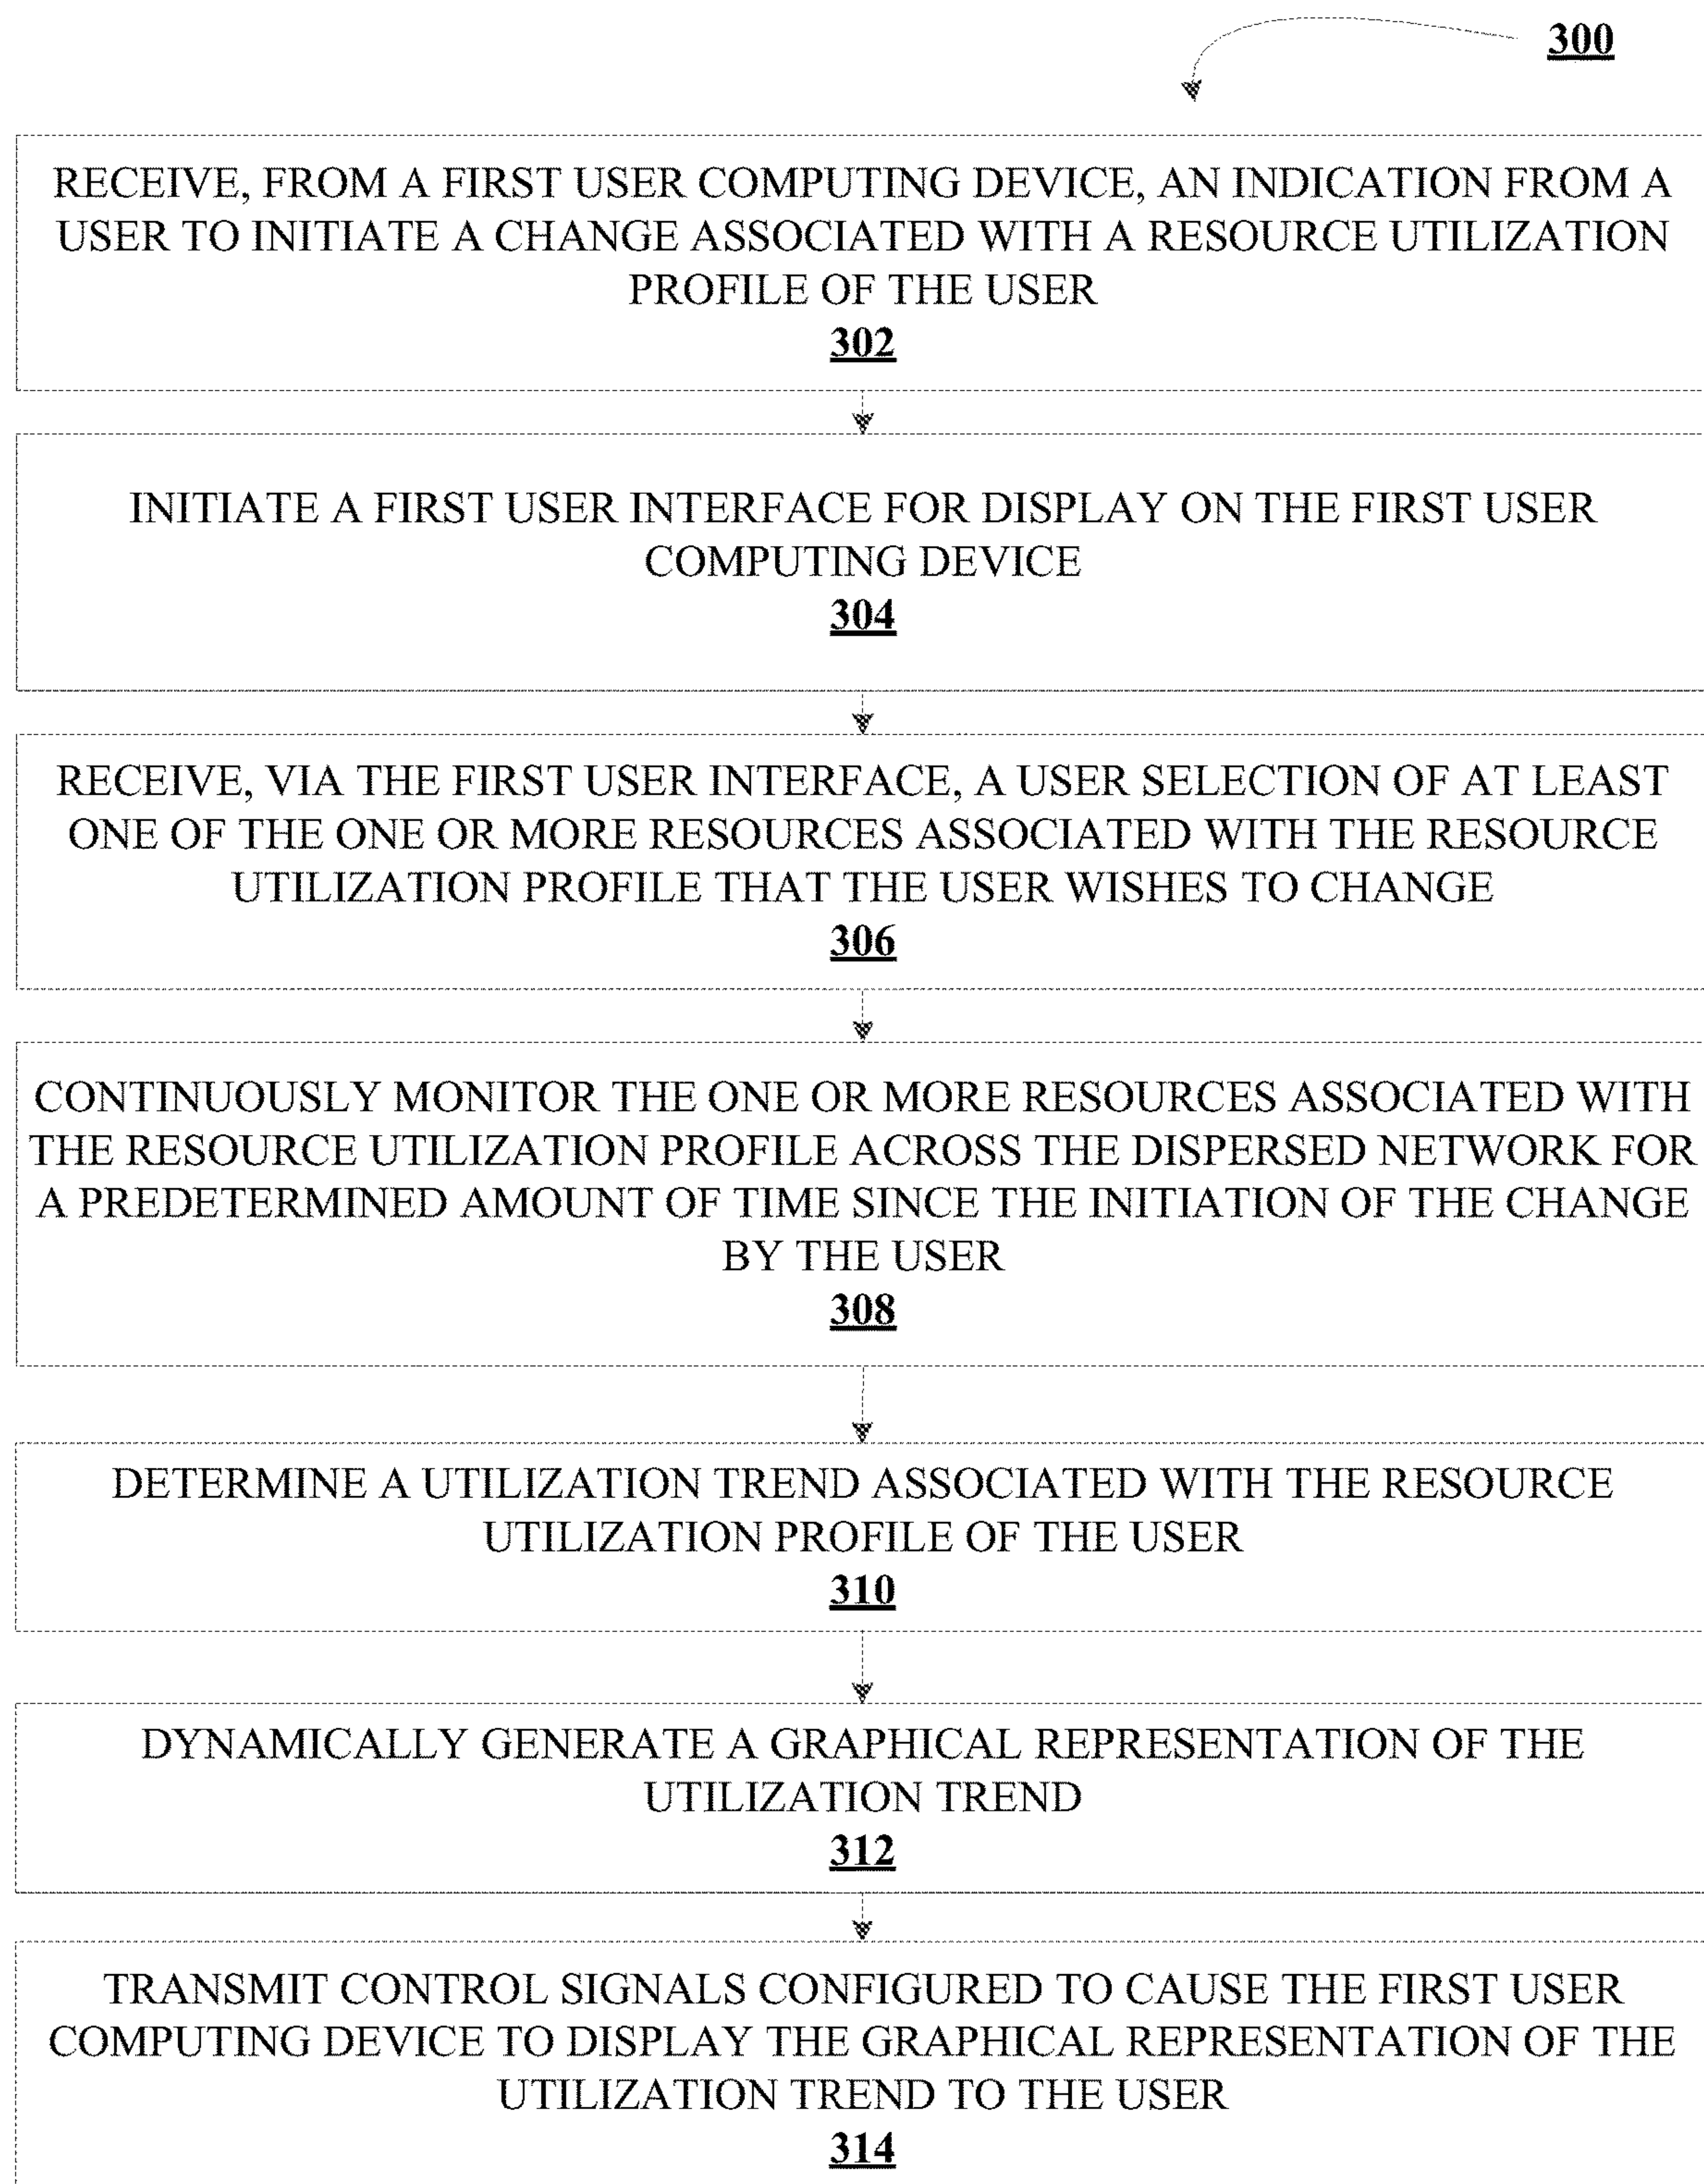 300
RECEIVE, FROM A FIRST USER COMPUTING DEVICE, AN INDICATION FROM A
USER TO INITIATE A CHANGE ASSOCIATED WITH A RESOURCE UTILIZATION
PROFILE OF THE USER
302
INITIATE A FIRST USER INTERFACE FOR DISPLAY ON THE FIRST USER
COMPUTING DEVICE
304
RECEIVE, VIA THE FIRST USER INTERFACE, A USER SELECTION OF AT LEAST
ONE OF THE ONE OR MORE RESOURCES ASSOCIATED WITH THE RESOURCE
UTILIZATION PROFILE THAT THE USER WISHES TO CHANGE
306
CONTINUOUSLY MONITOR THE ONE OR MORE RESOURCES ASSOCIATED WITH
THE RESOURCE UTILIZATION PROFILE ACROSS THE DISPERSED NETWORK FOR
A PREDETERMINED AMOUNT OF TIME SINCE THE INITIATION OF THE CHANGE
BY THE USER
308
DETERMINE A UTILIZATION TREND ASSOCIATED WITH THE RESOURCE
UTILIZATION PROFILE OF THE USER
310
DYNAMICALLY GENERATE A GRAPHICAL REPRESENTATION OF THE
UTILIZATION TREND
312
TRANSMIT CONTROL SIGNALS CONFIGURED TO CAUSE THE FIRST USER
COMPUTING DEVICE TO DISPLAY THE GRAPHICAL REPRESENTATION OF THE
UTILIZATION TREND TO THE USER
314